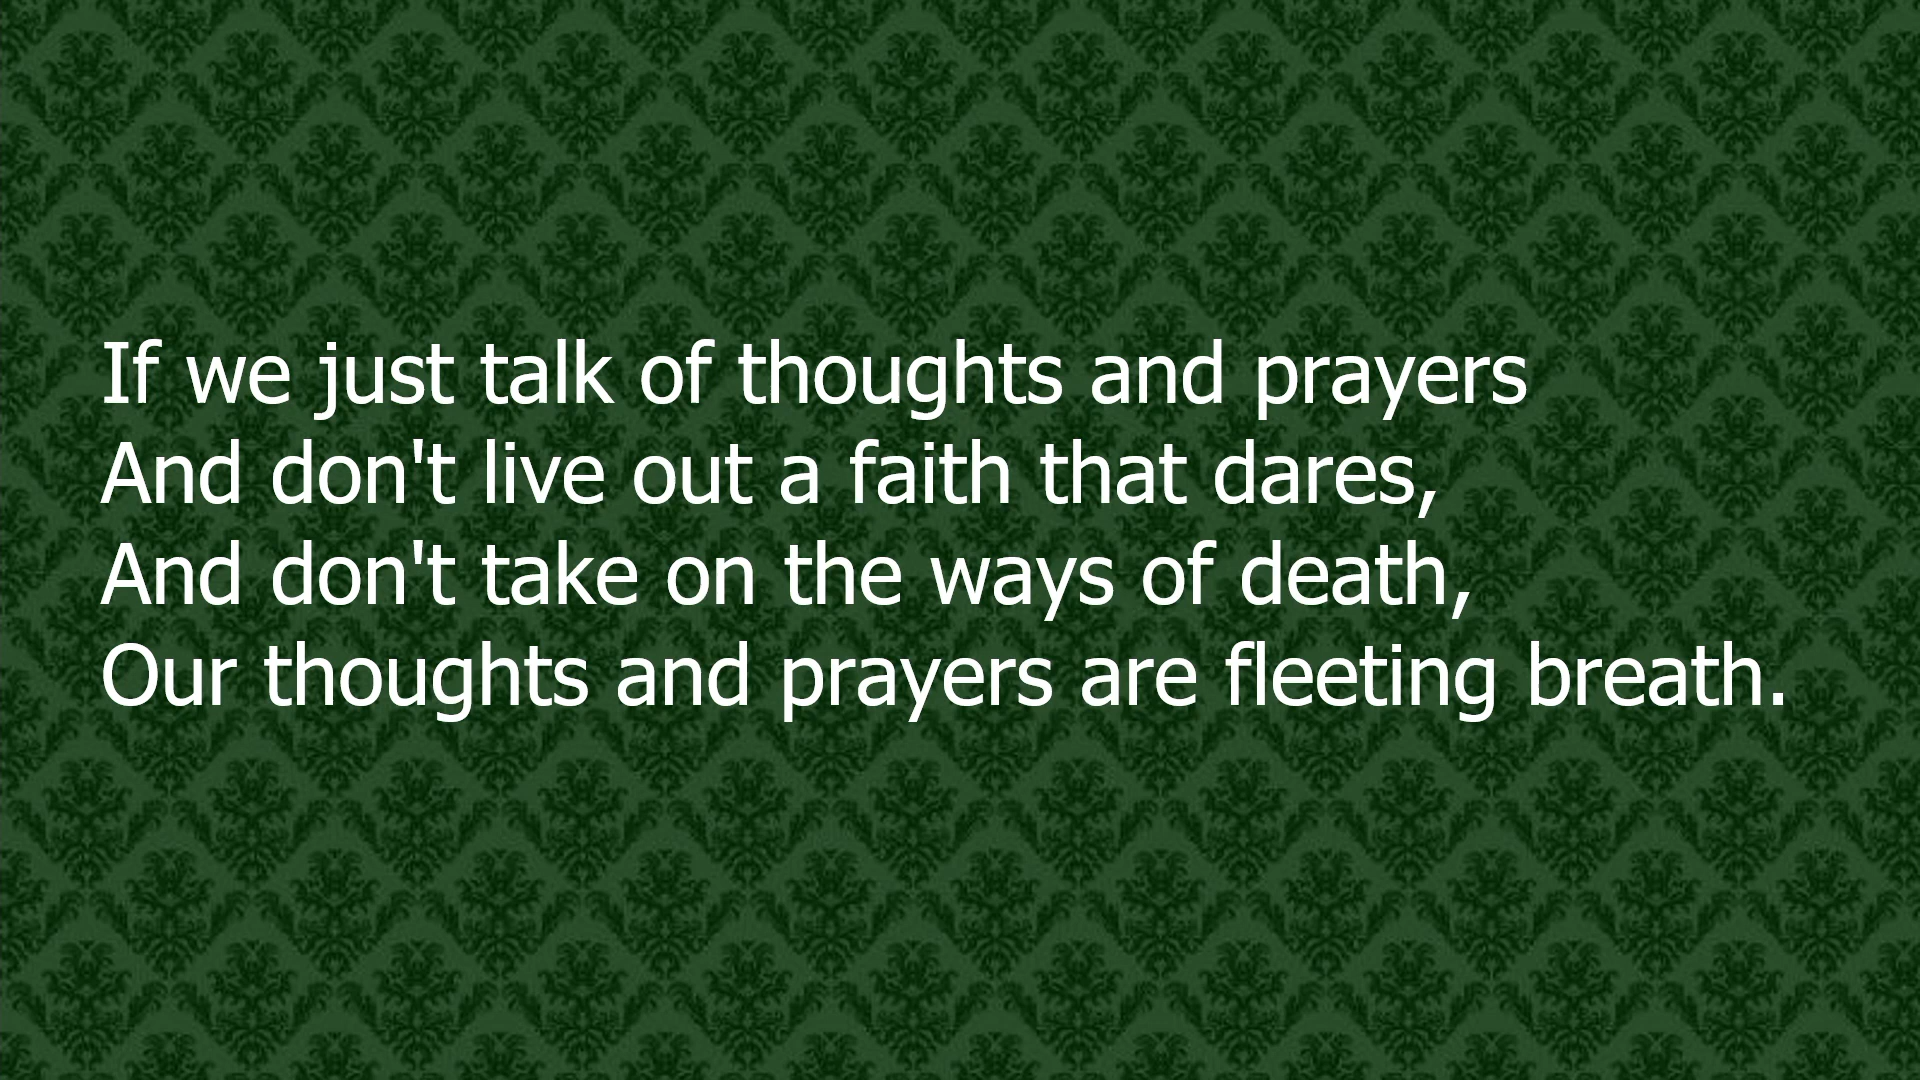 If we just talk of thoughts and prayers
And don't live out a faith that dares,
And don't take on the ways of death,
Our thoughts and prayers are fleeting breath.